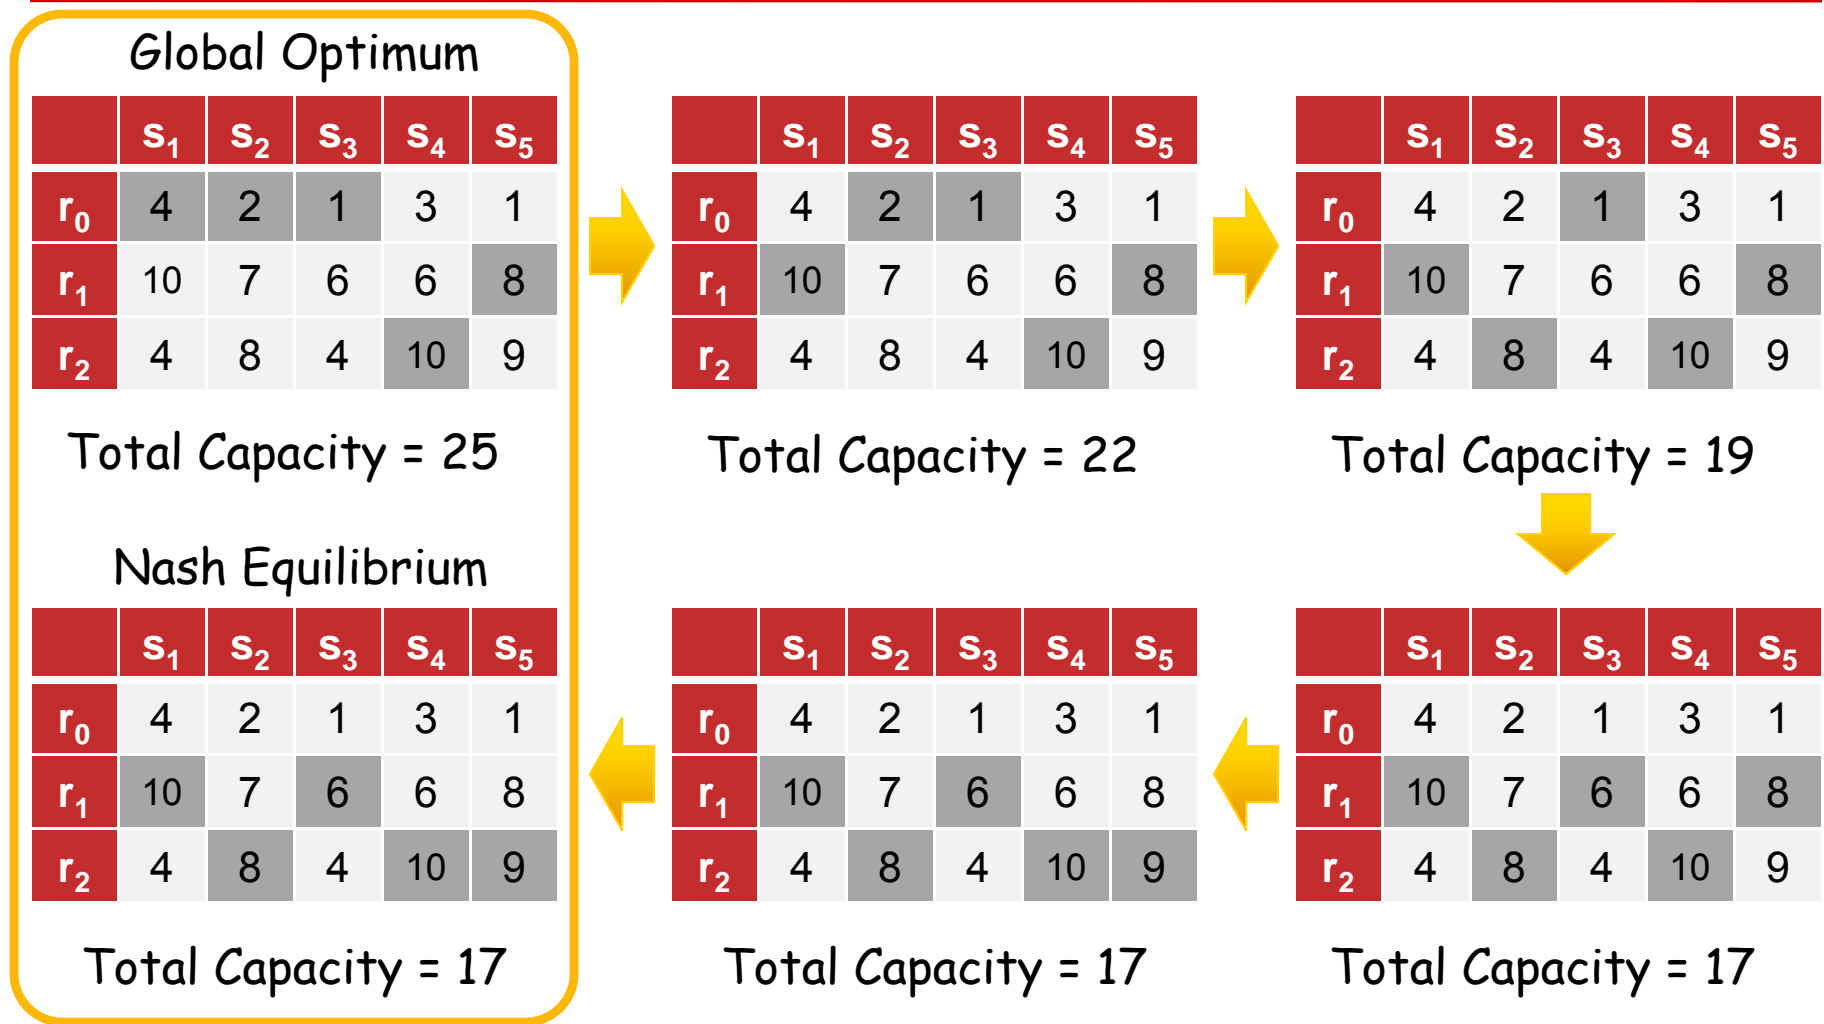 Global Optimum
s1 s2 s3 s4 s5
r0 4 2 1 3 1
r1 10 7 6 6 8
r2 4 8 4 10 9
Total Capacity = 25
s1 s2 s3 s4 s5
r0 4 2 1 3 1
r1 10 7 6 6 8
r2 4 8 4 10 9
Total Capacity = 22
s1 s2 s3 s4 s5
r0 4 2 1 3 1
r1 10 7 6 6 8
r2 4 8 4 10 9
Total Capacity = 19
Nash Equilibrium
s1 s2 s3 s4 s5
r0 4 2 1 3 1
r1 10 7 6 6 8
r2 4 8 4 10 9
Total Capacity = 17
s1 s2 s3 s4 s5
r0 4 2 1 3 1
r1 10 7 6 6 8
r2 4 8 4 10 9
Total Capacity = 17
s1 s2 s3 s4 s5
r0 4 2 1 3 1
r1 10 7 6 6 8
r2 4 8 4 10 9
Total Capacity = 17